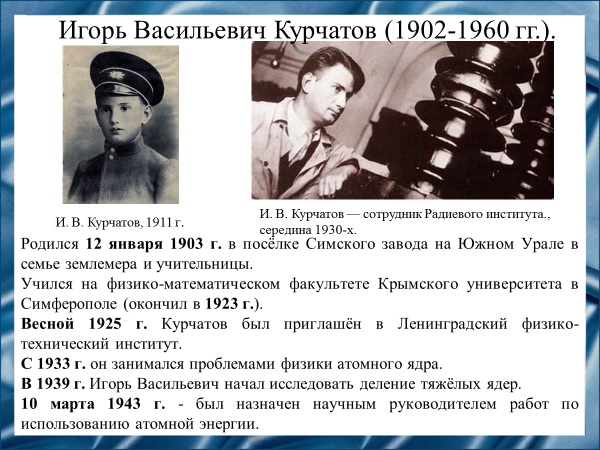 Игорь Васильевич Курчатов (1902-1960 гг.).
И. В. Курчатов, 1911 г.
И. В. Курчатов — сотрудник Радиевого института.,
середина 1930-х.
Родился 12 января 1903 г. в посёлке Симского завода на Южном Урале в
семье землемера и учительницы.
Учился на физико-математическом факультете Крымского университета в
Симферополе (окончил в 1923 г.).
Весной 1925 г. Курчатов был приглашён в Ленинградский физико-
технический институт.
С 1933 г. он занимался проблемами физики атомного ядра.
В 1939 г. Игорь Васильевич начал исследовать деление тяжёлых ядер.
10 марта 1943 г. - был назначен научным руководителем работ по
использованию атомной энергии.